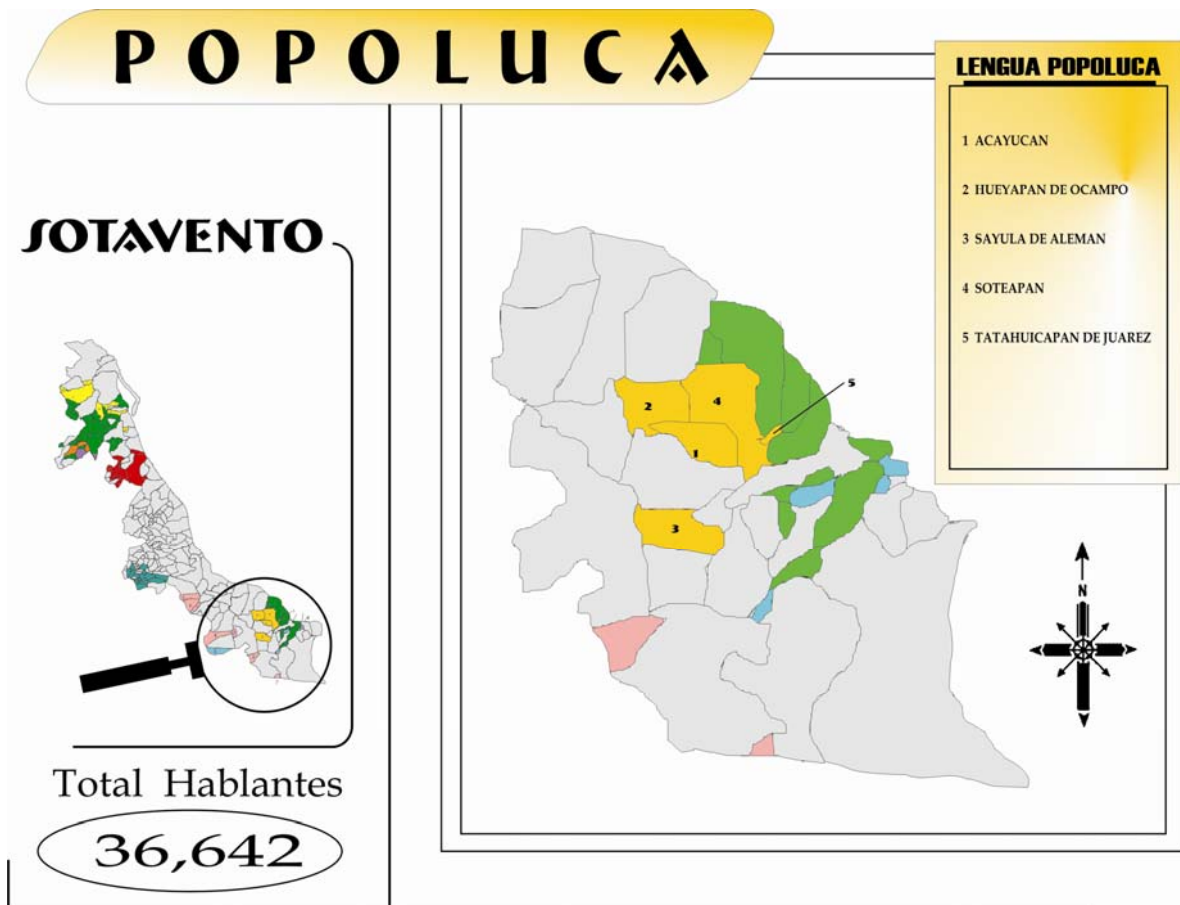 POPOLUCA
LENGUA POPOLUCA
1 ACAYUCAN
2 HUEYAPAN DE OCAMPO
3 SAYULA DE ALEMAN
4 SOTEAPAN
5 TATAHUICAPAN DE JUAREZ
SOTAVENTO
5
2
4
1
3
N
Total Hablantes
36,642